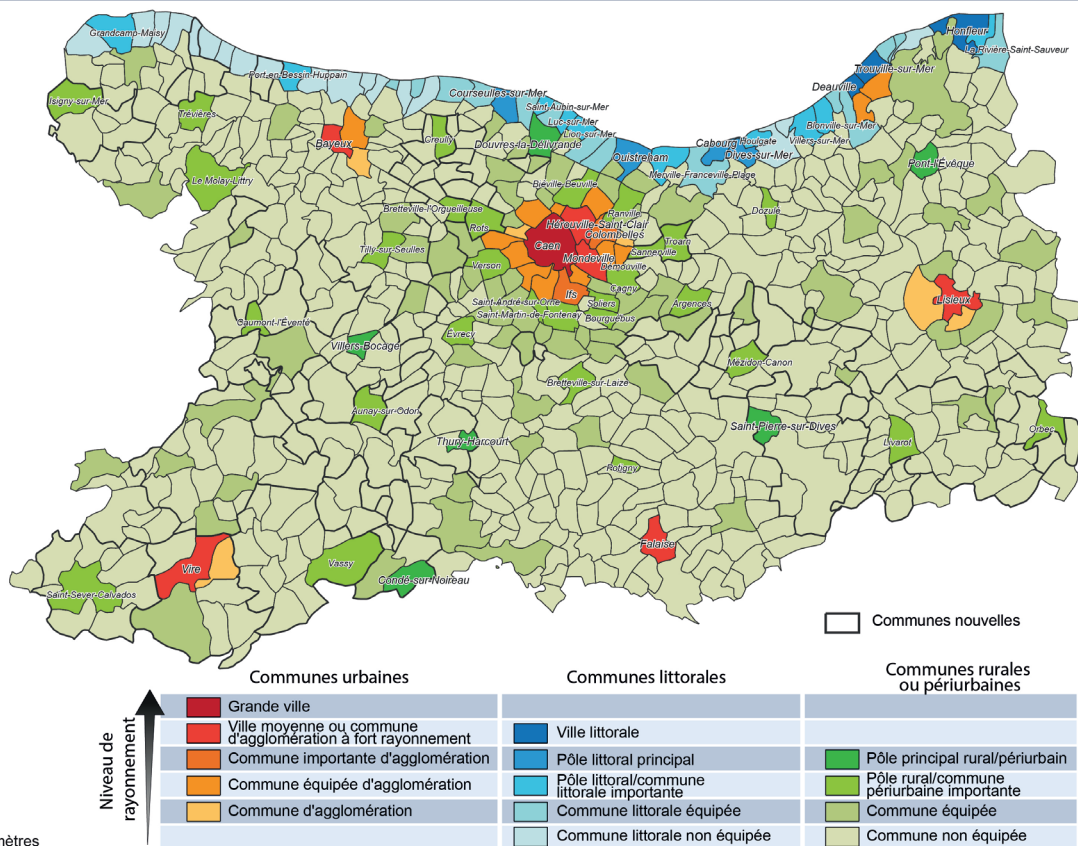 Grandcamp-Maisy
Honfleur
La Rivière-Saint-Sauveur
Port-en-Bessin-Huppain
Trouville-sur-Mer
Deauville
Courseulles-sur-Mer
Isigny-sur-Mer
Trévières
Saint-Aubin-sur-Mer
Luc-sur-Mer
Lion-sur-Mer
Blonville-sur-Mer
Bayeux
Creully
Douvres-la-Délivrande
Cabourg
Houlgate
Villers-sur-Mer
Ouistreham
Dives-sur-Mer
Pont-l'Évêque
Merville-Franceville-Plage
Le Molay-Littry
Biéville-Beuville
Bretteville-l'Orgueilleuse
Ranville
Dozulé
Rots
Hérouville-Saint-Clair
Colombelles
Caen
Troarn
Tilly-sur-Seulles
Sannerville
Mondeville
Verson
Démouville
Cagny
Ifs
Lisieux
Saint-André-sur-Orne
Soliers
Argences
Saint-Martin-de-Fontenay
Bourguébus
Caumont-l'Éventé
Évrecy
Villers-Bocage
Mézidon-Canon
Bretteville-sur-Laize
Aunay-sur-Odon
Saint-Pierre-sur-Dives
Orbec
Thury-Harcourt
Livarot
Potigny
Falaise
Vire
Vassy
Condé-sur-Noireau
Saint-Sever-Calvados
Communes nouvelles
Niveau de
rayonnement
Communes urbaines
Grande ville
Ville moyenne ou commune
d'agglomération à fort rayonnement
Commune importante d'agglomération
Commune équipée d'agglomération
Commune d'agglomération
Communes littorales
Ville littorale
Pôle littoral principal
Pôle littoral/commune
littorale importante
Commune littorale équipée
Commune littorale non équipée
Communes rurales
ou périurbaines
Pôle principal rural/périurbain
Pôle rural/commune
périurbaine importante
Commune équipée
Commune non équipée
mètres